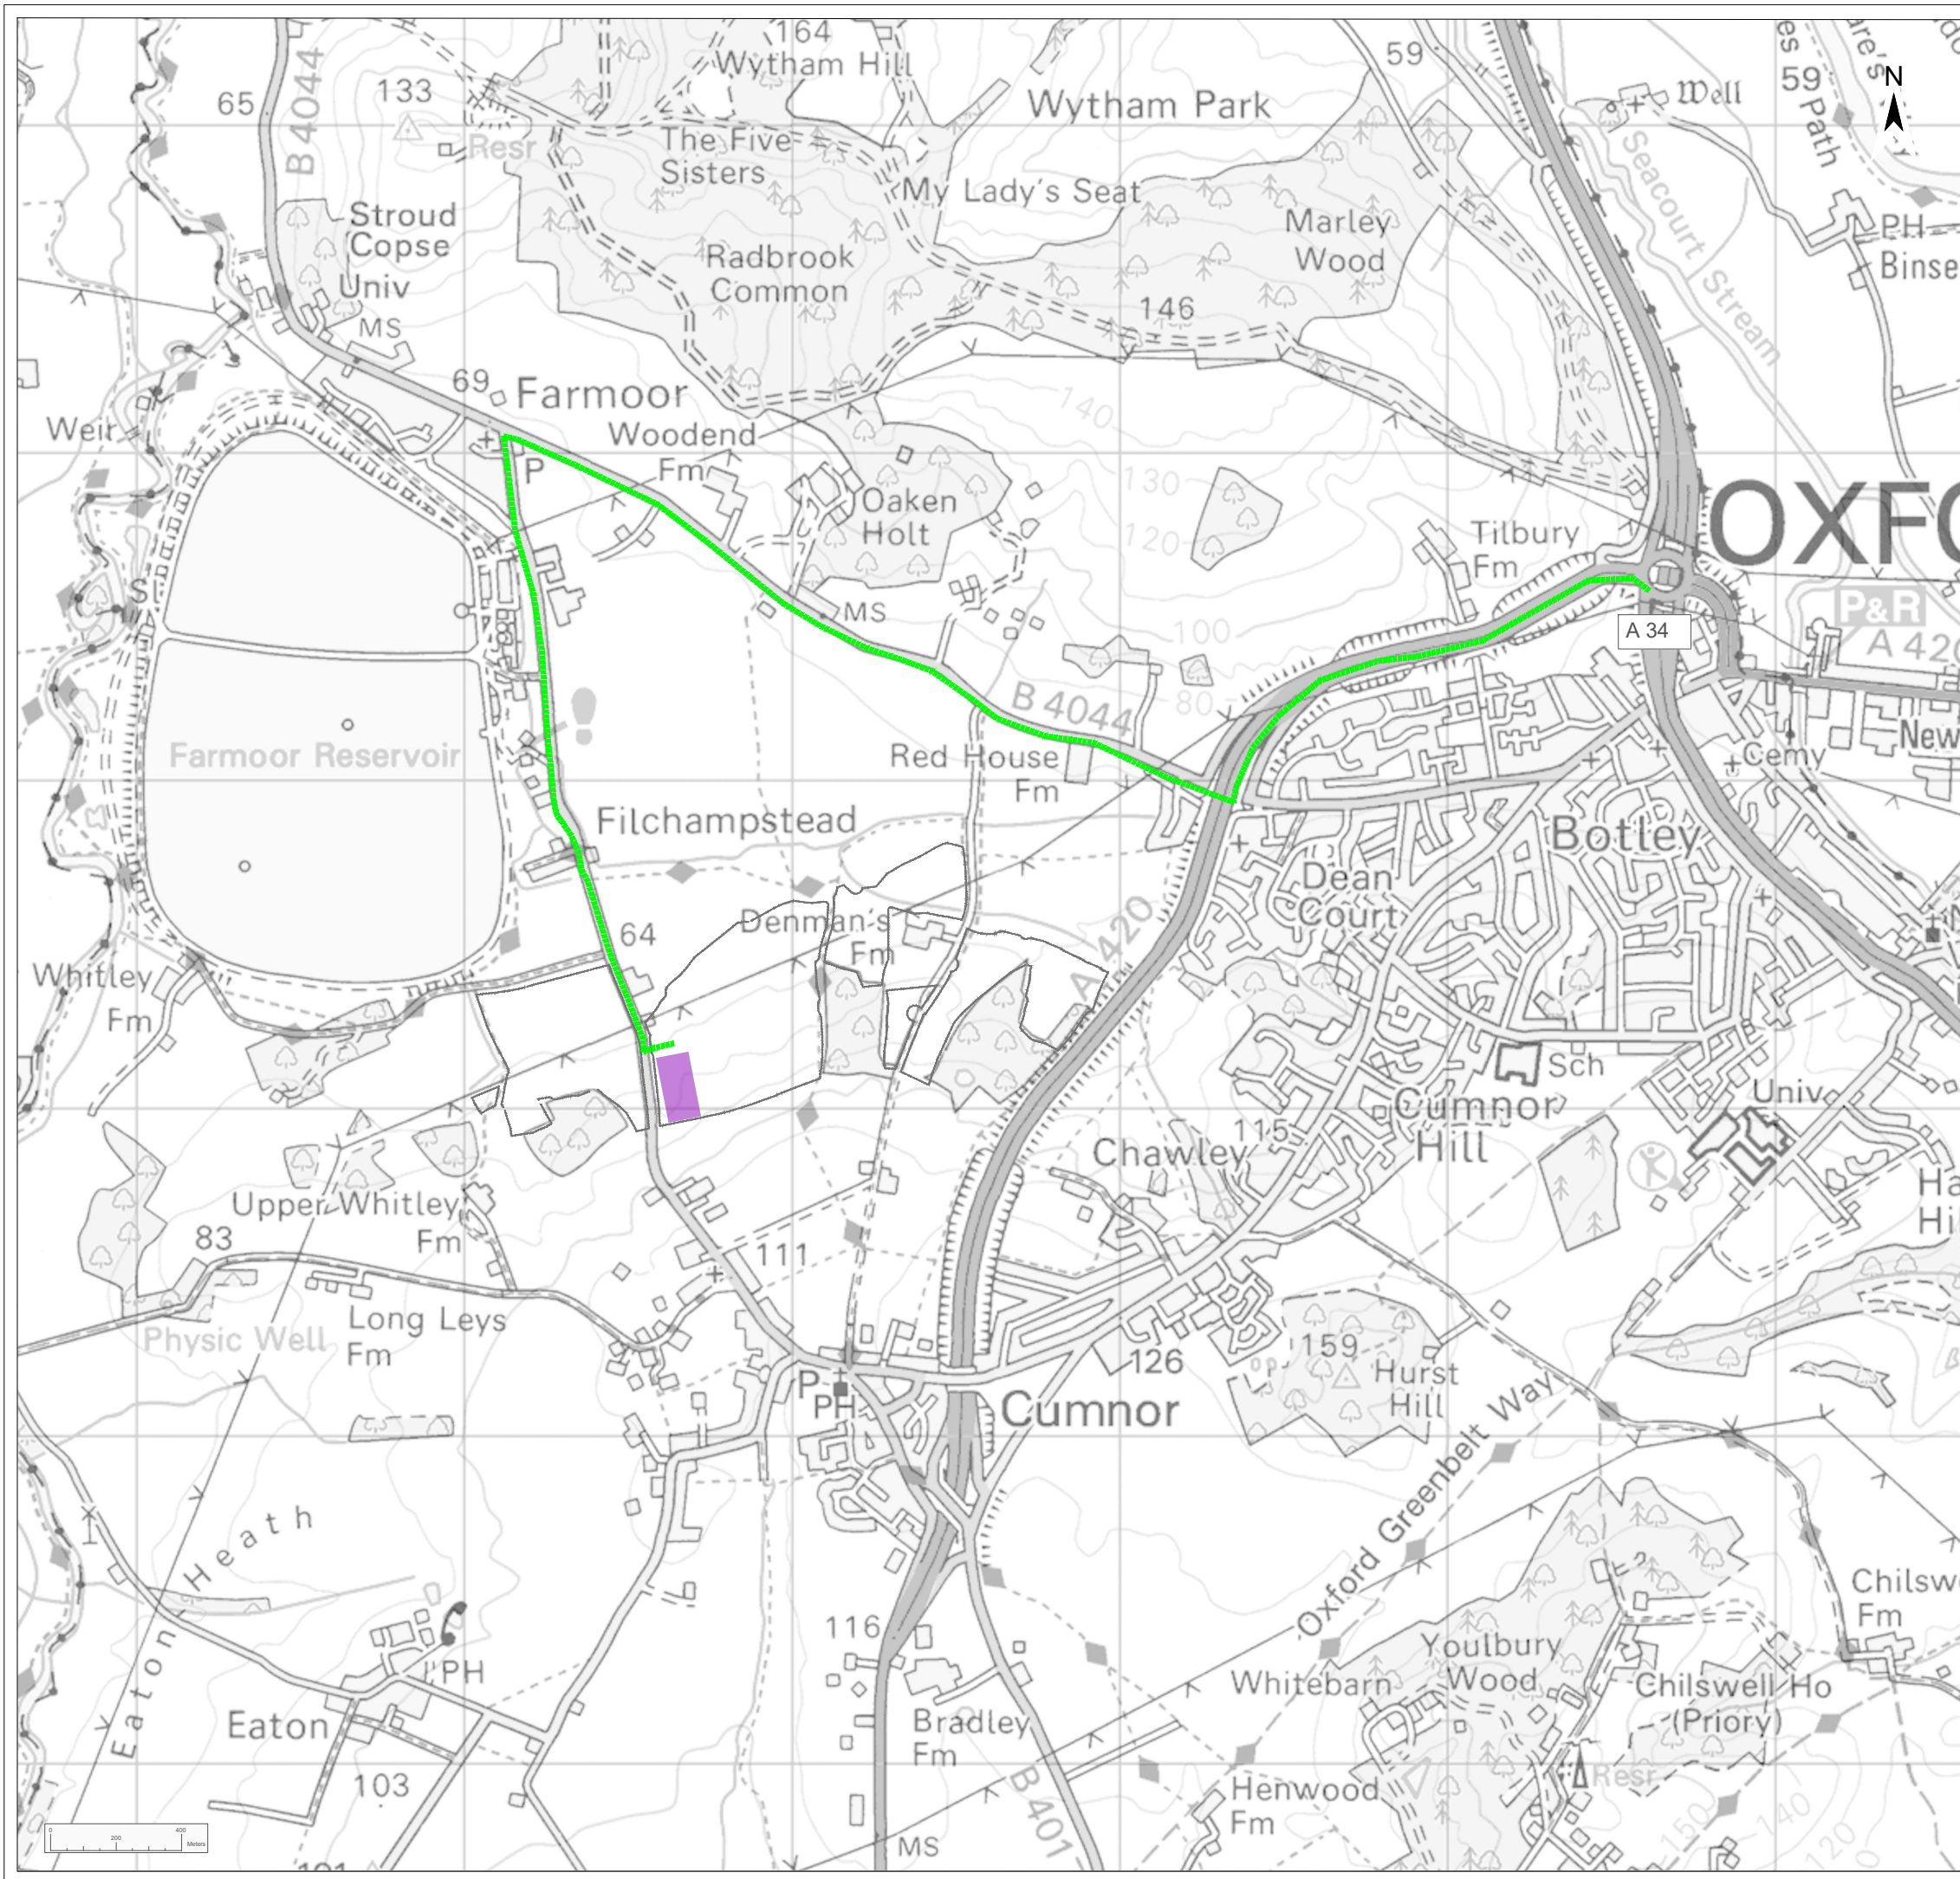 164
Wytham Hill
59
59
N
65
B 4044
133
Resr
Wytham Park
Well
Path
The Five
Sisters
My Lady's Seat
Seacourt Stream
Stroud
Copse
Univ
MS
Radbrook
Common
Marley
Wood
PH
Binse
146
69
Farmoor
Weir
Woodend
Fm
P
140
130
120
Oaken
Holt
OXFO
Tilbury
Fm
MS
100
80
A 34
P&R
A 420
B 4044
Farmoor Reservoir
Red House
Fm
New
Cemy
Filchampstead
Botley
Dean
Court
64
Denman's
Fm
A 420
Whitley
Fm
Sch
Univ
Cumnor
Hill
Chawley
115
Upper Whitley
Fm
83
111
Ha
Hi
Physic Well
Long Leys
Fm
126
159
Hurst
Hill
P
PH
Cumnor
Oxford Greenbelt Way
Eaton Heath
116
PH
Eaton
Youlbury
Wood
Whitebarn
Chilsw
Fm
Chilswell Ho
(Priory)
Bradley
Fm
103
B 401
Henwood
Fm
Resr
150
140
120
MS
0
200
400
Meters